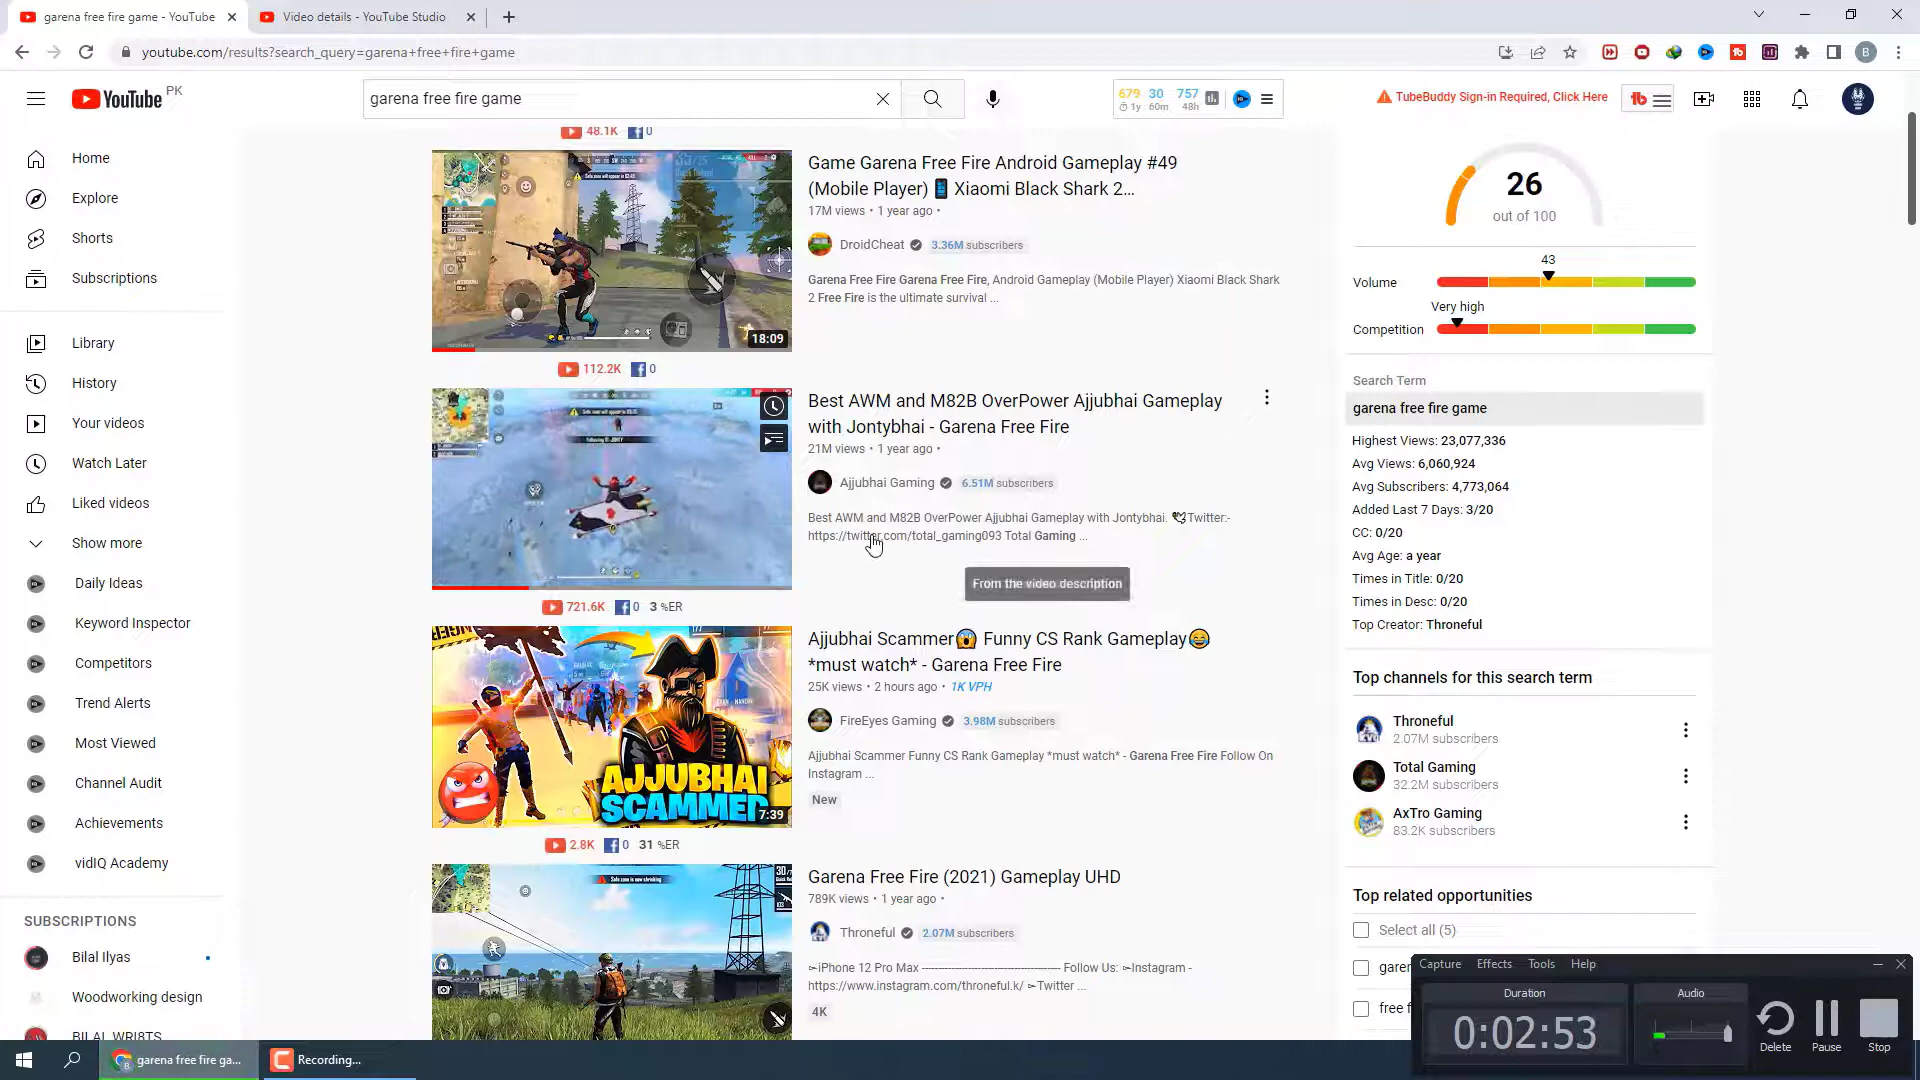 garena free fire game - YouTube
Video details - YouTube Studio
youtube.com/results?search_query=garena+free+fire+game
B
YouTube PK
garena free fire game
679 30 757
1y 60m 48h
TubeBuddy Sign-in Required, Click Here
Home
Explore
Shorts
Subscriptions
Library
History
Your videos
Watch Later
Liked videos
Show more
Daily Ideas
Keyword Inspector
Competitors
Trend Alerts
Most Viewed
Channel Audit
Achievements
vidIQ Academy
SUBSCRIPTIONS
Bilal Ilyas
Woodworking design
BILAL WRI8TS
48.1K 0
18:09
Game Garena Free Fire Android Gameplay #49
(Mobile Player) 📱 Xiaomi Black Shark 2...
17M views • 1 year ago •
DroidCheat 3.36M subscribers
Garena Free Fire Garena Free Fire, Android Gameplay (Mobile Player) Xiaomi Black Shark
2 Free Fire is the ultimate survival ...
112.2K 0
Best AWM and M82B OverPower Ajjubhai Gameplay
with Jontybhai - Garena Free Fire
21M views • 1 year ago •
Ajjubhai Gaming 6.51M subscribers
Best AWM and M82B OverPower Ajjubhai Gameplay with Jontybhai. 🕊Twitter:-
https://twitter.com/total_gaming093 Total Gaming ...
From the video description
721.6K 0 3 %ER
AJJUBHAI
SCAMMER
7:39
Ajjubhai Scammer😱 Funny CS Rank Gameplay😂
*must watch* - Garena Free Fire
25K views • 2 hours ago • 1K VPH
FireEyes Gaming 3.98M subscribers
Ajjubhai Scammer Funny CS Rank Gameplay *must watch* - Garena Free Fire Follow On
Instagram ...
New
2.8K 0 31 %ER
Garena Free Fire (2021) Gameplay UHD
789K views • 1 year ago •
Throneful 2.07M subscribers
➳iPhone 12 Pro Max ------------------------------------------- Follow Us: ➳Instagram -
https://www.instagram.com/throneful.k/ ➳Twitter ...
4K
26
out of 100
43
Volume
Very high
Competition
Search Term
garena free fire game
Highest Views: 23,077,336
Avg Views: 6,060,924
Avg Subscribers: 4,773,064
Added Last 7 Days: 3/20
CC: 0/20
Avg Age: a year
Times in Title: 0/20
Times in Desc: 0/20
Top Creator: Throneful
Top channels for this search term
Throneful
2.07M subscribers
Total Gaming
32.2M subscribers
AxTro Gaming
83.2K subscribers
Top related opportunities
Select all (5)
garen
free f
Capture Effects Tools Help
Duration
0:02:53
Audio
Delete
Pause
Stop
garena free fire ga...
Recording...